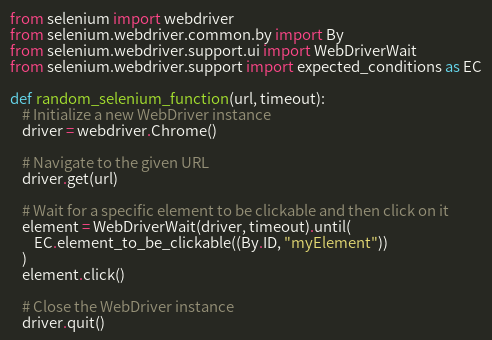 from selenium import webdriver
from selenium.webdriver.common.by import By
from selenium.webdriver.support.ui import WebDriverWait
from selenium.webdriver.support import expected_conditions as EC

def random_selenium_function(url, timeout):
    # Initialize a new WebDriver instance
    driver = webdriver.Chrome()

    # Navigate to the given URL
    driver.get(url)

    # Wait for a specific element to be clickable and then click on it
    element = WebDriverWait(driver, timeout).until(
        EC.element_to_be_clickable((By.ID, "myElement"))
    )
    element.click()

    # Close the WebDriver instance
    driver.quit()